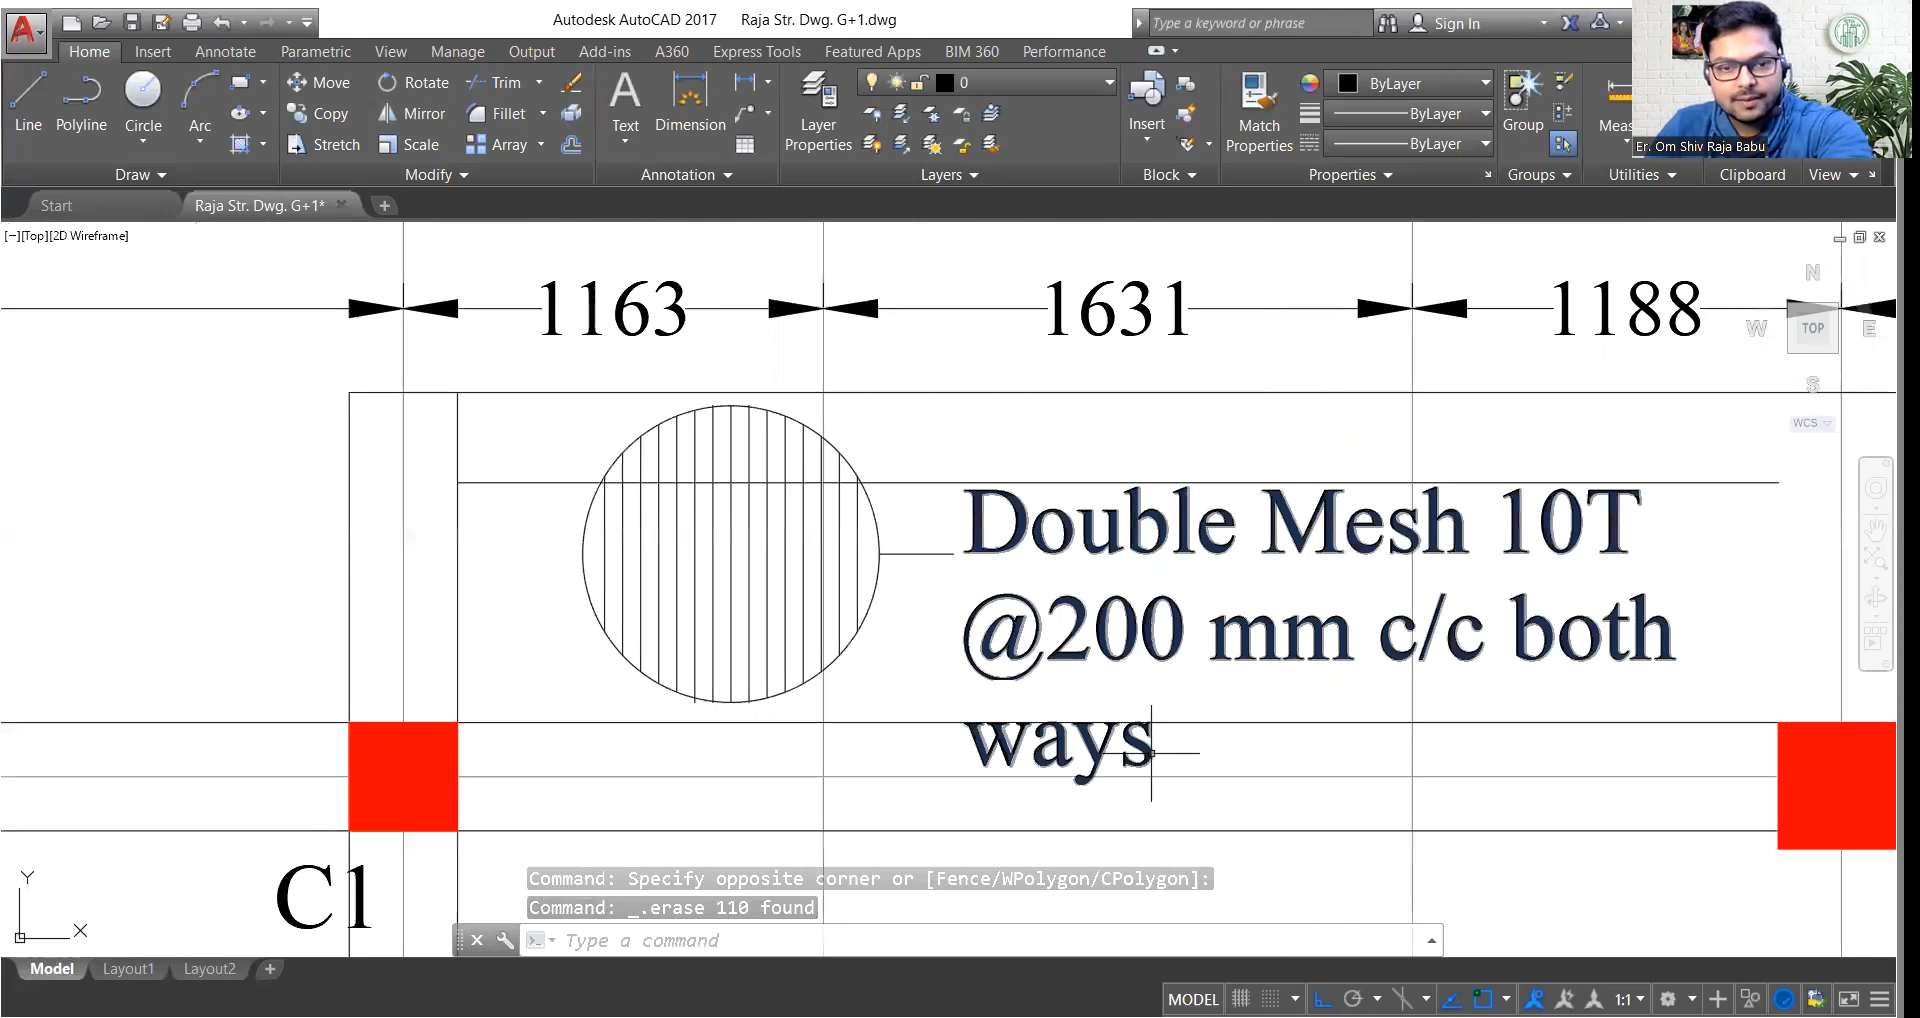 Autodesk AutoCAD 2017 Raja Str. Dwg. G+1.dwg
Type a keyword or phrase
Sign In
Home Insert Annotate Parametric View Manage Output Add-ins A360 Express Tools Featured Apps BIM 360 Performance
Line
Polyline
Circle
Arc
Draw
Move
Rotate
Trim
Copy
Mirror
Fillet
Stretch
Scale
Array
Modify
Text
Dimension
Annotation
Layer
Properties
0
Layers
Insert
Block
Match
Properties
ByLayer
ByLayer
ByLayer
Properties
Group
Groups
Meas
Utilities
Clipboard
View
Er. Om Shiv Raja Babu
Start
Raja Str. Dwg. G+1*
[−][Top][2D Wireframe]
1163
1631
1188
N
W
TOP
E
S
WCS
Double Mesh 10T
@200 mm c/c both
ways
C1
Y
X
Command: Specify opposite corner or [Fence/WPolygon/CPolygon]:
Command: _.erase 110 found
Type a command
Model
Layout1
Layout2
MODEL
1:1